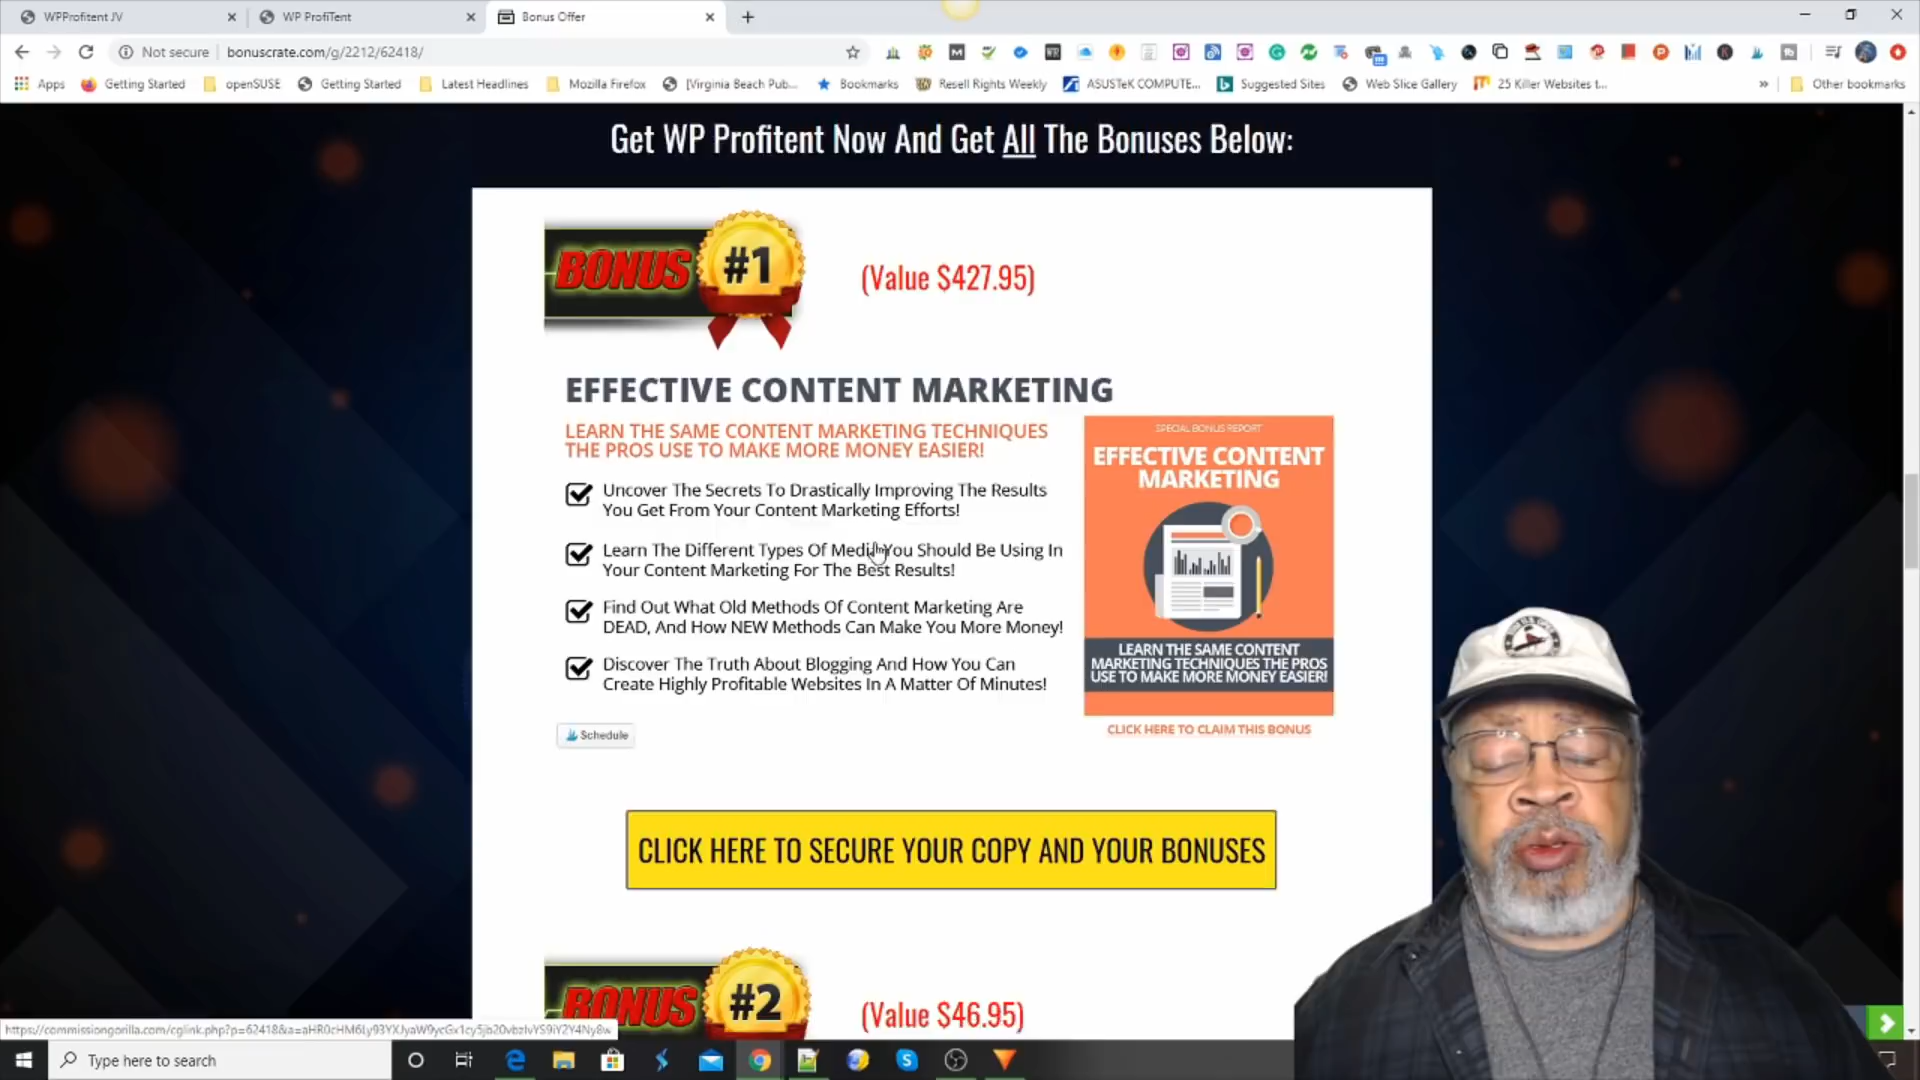 WPProfitent JV
WP ProfiTent
Bonus Offer
Not secure
bonuscrate.com/g/2212/62418/
Apps
Getting Started
openSUSE
Getting Started
Latest Headlines
Mozilla Firefox
[Virginia Beach Pub...
Bookmarks
Resell Rights Weekly
ASUSTeK COMPUTE...
Suggested Sites
Web Slice Gallery
25 Killer Websites t...
»
Other bookmarks
Get WP Profitent Now And Get All The Bonuses Below:
BONUS #1
(Value $427.95)
EFFECTIVE CONTENT MARKETING
LEARN THE SAME CONTENT MARKETING TECHNIQUES
THE PROS USE TO MAKE MORE MONEY EASIER!
Uncover The Secrets To Drastically Improving The Results
You Get From Your Content Marketing Efforts!
Learn The Different Types Of Media You Should Be Using In
Your Content Marketing For The Best Results!
Find Out What Old Methods Of Content Marketing Are
DEAD, And How NEW Methods Can Make You More Money!
Discover The Truth About Blogging And How You Can
Create Highly Profitable Websites In A Matter Of Minutes!
SPECIAL BONUS REPORT
EFFECTIVE CONTENT
MARKETING
LEARN THE SAME CONTENT
MARKETING TECHNIQUES THE PROS
USE TO MAKE MORE MONEY EASIER!
Schedule
CLICK HERE TO CLAIM THIS BONUS
CLICK HERE TO SECURE YOUR COPY AND YOUR BONUSES
BONUS #2
(Value $46.95)
Type here to search